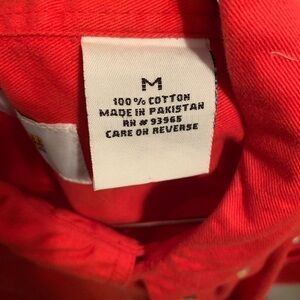 M
100% COTTON
MADE IN PAKISTAN
RN # 93965
CARE ON REVERSE